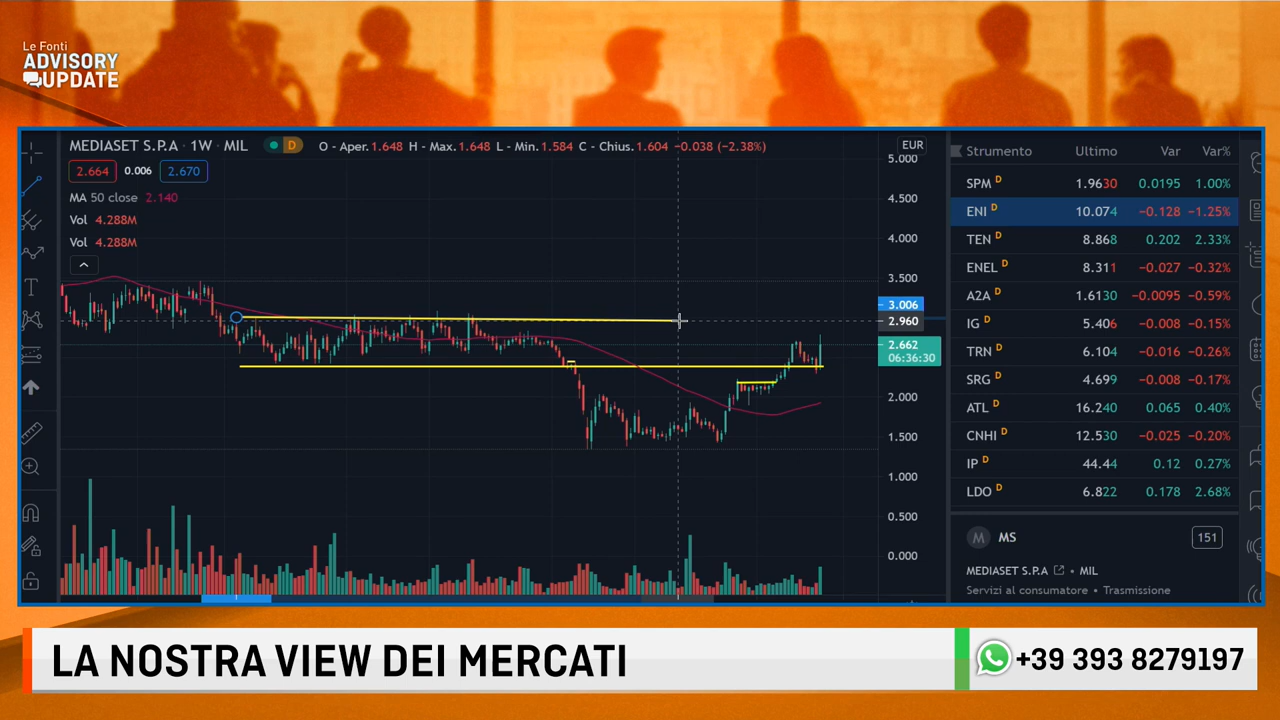 Le Fonti
ADVISORY
UPDATE
MEDIASET S.P.A · 1W · MIL D O - Aper. 1.648 H - Max. 1.648 L - Min. 1.584 C - Chius. 1.604 −0.038 (−2.38%)
2.664 0.006 2.670
MA 50 close 2.140
Vol 4.288M
Vol 4.288M
EUR
5.000
4.500
4.000
3.500
3.006
2.960
2.662
06:36:30
2.000
1.500
1.000
0.500
0.000
Strumento Ultimo Var Var%
SPM D 1.9630 0.0195 1.00%
ENI D 10.074 −0.128 −1.25%
TEN D 8.868 0.202 2.33%
ENEL D 8.311 −0.027 −0.32%
A2A D 1.6130 −0.0095 −0.59%
IG D 5.406 −0.008 −0.15%
TRN D 6.104 −0.016 −0.26%
SRG D 4.699 −0.008 −0.17%
ATL D 16.240 0.065 0.40%
CNHI D 12.530 −0.025 −0.20%
IP D 44.44 0.12 0.27%
LDO D 6.822 0.178 2.68%
M MS 151
MEDIASET S.P.A • MIL
Servizi al consumatore • Trasmissione
LA NOSTRA VIEW DEI MERCATI
+39 393 8279197